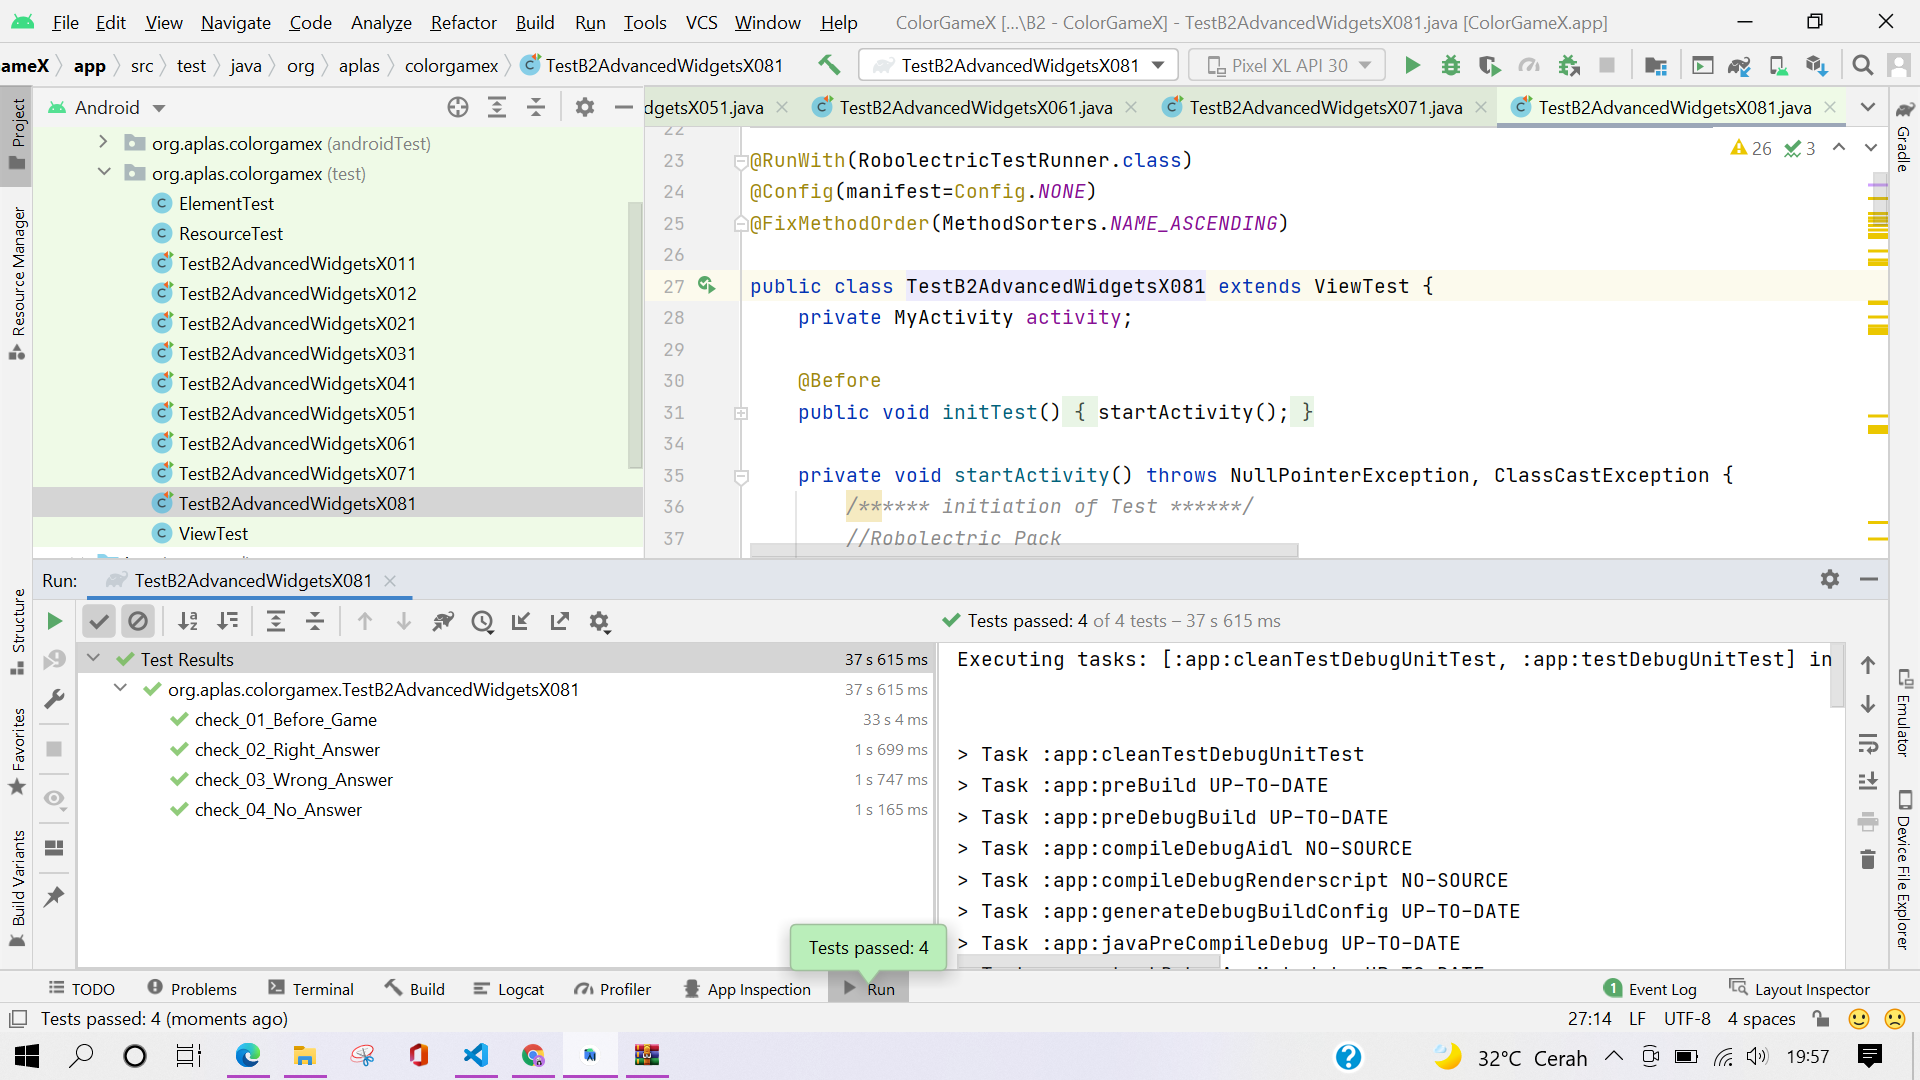 File Edit View Navigate Code Analyze Refactor Build Run Tools VCS Window Help ColorGameX [...\B2 - ColorGameX] - TestB2AdvancedWidgetsX081.java [ColorGameX.app]
ameX app src test java org aplas colorgamex TestB2AdvancedWidgetsX081 TestB2AdvancedWidgetsX081 Pixel XL API 30
Android
dgetsX051.java TestB2AdvancedWidgetsX061.java TestB2AdvancedWidgetsX071.java TestB2AdvancedWidgetsX081.java
Project
Resource Manager
Structure
Favorites
Build Variants
Gradle
Emulator
Device File Explorer
org.aplas.colorgamex (androidTest)
org.aplas.colorgamex (test)
ElementTest
ResourceTest
TestB2AdvancedWidgetsX011
TestB2AdvancedWidgetsX012
TestB2AdvancedWidgetsX021
TestB2AdvancedWidgetsX031
TestB2AdvancedWidgetsX041
TestB2AdvancedWidgetsX051
TestB2AdvancedWidgetsX061
TestB2AdvancedWidgetsX071
TestB2AdvancedWidgetsX081
ViewTest
26 3
22
23 @RunWith(RobolectricTestRunner.class)
24 @Config(manifest=Config.NONE)
25 @FixMethodOrder(MethodSorters.NAME_ASCENDING)
26
27 public class TestB2AdvancedWidgetsX081 extends ViewTest {
28 private MyActivity activity;
29
30 @Before
31 public void initTest() { startActivity(); }
34
35 private void startActivity() throws NullPointerException, ClassCastException {
36 /****** initiation of Test ******/
37 //Robolectric Pack
Run: TestB2AdvancedWidgetsX081
Tests passed: 4 of 4 tests – 37 s 615 ms
Test Results 37 s 615 ms
org.aplas.colorgamex.TestB2AdvancedWidgetsX081 37 s 615 ms
check_01_Before_Game 33 s 4 ms
check_02_Right_Answer 1 s 699 ms
check_03_Wrong_Answer 1 s 747 ms
check_04_No_Answer 1 s 165 ms
Executing tasks: [:app:cleanTestDebugUnitTest, :app:testDebugUnitTest] in
> Task :app:cleanTestDebugUnitTest
> Task :app:preBuild UP-TO-DATE
> Task :app:preDebugBuild UP-TO-DATE
> Task :app:compileDebugAidl NO-SOURCE
> Task :app:compileDebugRenderscript NO-SOURCE
> Task :app:generateDebugBuildConfig UP-TO-DATE
> Task :app:javaPreCompileDebug UP-TO-DATE
Tests passed: 4
TODO Problems Terminal Build Logcat Profiler App Inspection Run 1 Event Log Layout Inspector
Tests passed: 4 (moments ago) 27:14 LF UTF-8 4 spaces
32°C Cerah 19:57